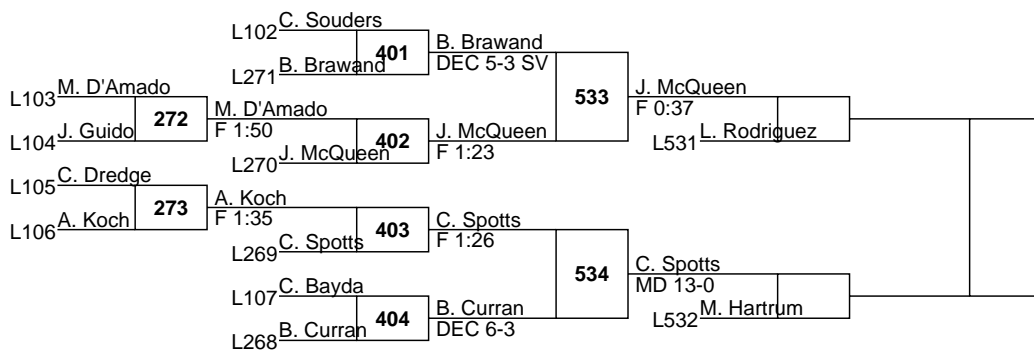 C. Souders
L102
401
B. Brawand
DEC 5-3 SV
B. Brawand
L271
M. D'Amado
L103
272
M. D'Amado
F 1:50
J. Guido
L104
402
J. McQueen
F 1:23
J. McQueen
L270
533
J. McQueen
F 0:37
L. Rodriguez
L531
C. Dredge
L105
273
A. Koch
F 1:35
A. Koch
L106
403
C. Spotts
F 1:26
C. Spotts
L269
534
C. Spotts
MD 13-0
C. Bayda
L107
404
B. Curran
DEC 6-3
B. Curran
L268
M. Hartrum
L532